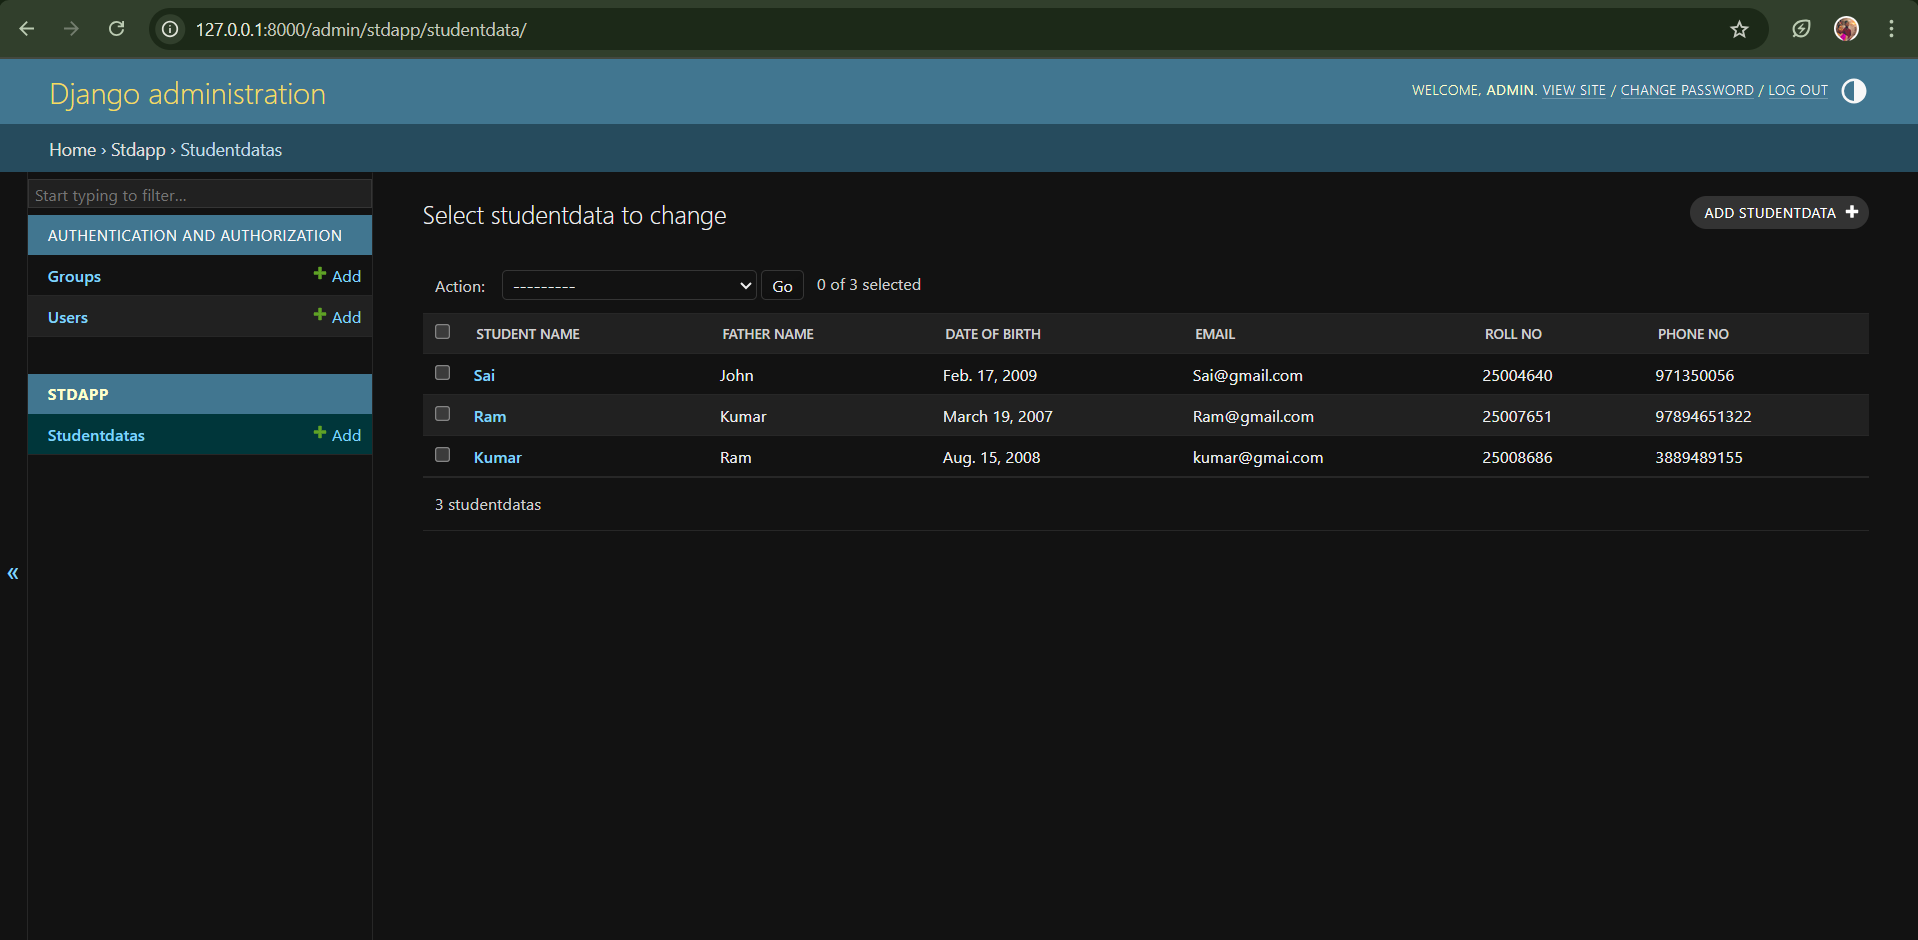 127.0.0.1:8000/admin/stdapp/studentdata/
Django administration
WELCOME, ADMIN. VIEW SITE / CHANGE PASSWORD / LOG OUT
Home › Stdapp › Studentdatas
Start typing to filter...
AUTHENTICATION AND AUTHORIZATION
Groups + Add
Users + Add
STDAPP
Studentdatas + Add
«
Select studentdata to change
ADD STUDENTDATA +
Action: --------- Go 0 of 3 selected
STUDENT NAME FATHER NAME DATE OF BIRTH EMAIL ROLL NO PHONE NO
Sai John Feb. 17, 2009 Sai@gmail.com 25004640 971350056
Ram Kumar March 19, 2007 Ram@gmail.com 25007651 97894651322
Kumar Ram Aug. 15, 2008 kumar@gmai.com 25008686 3889489155
3 studentdatas